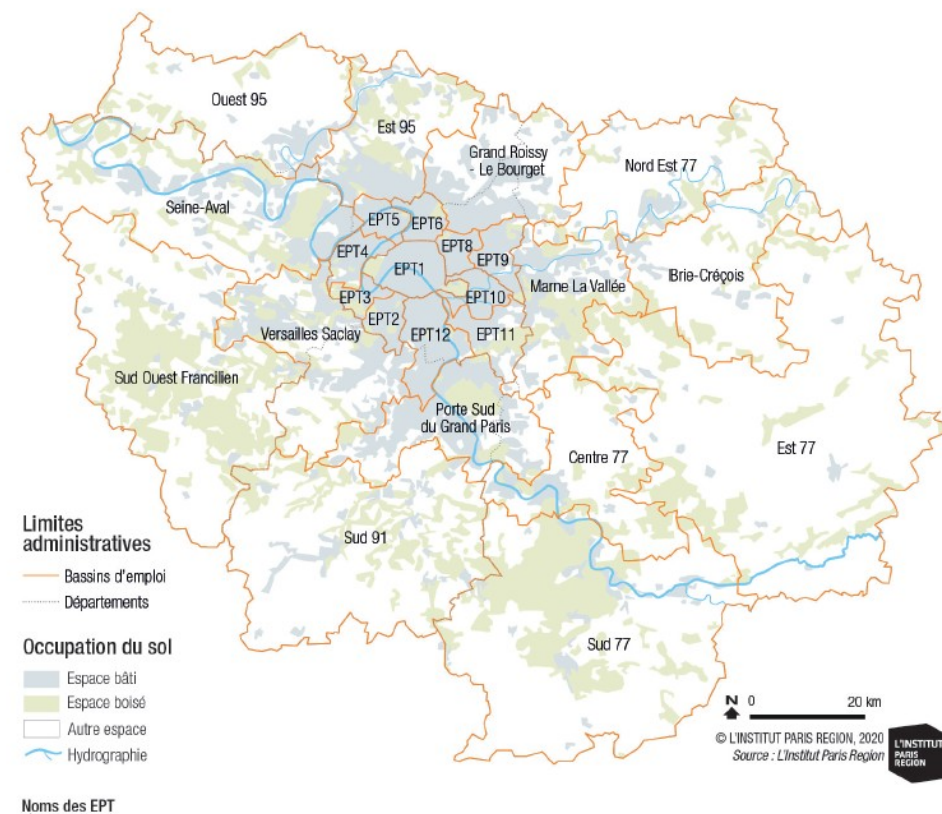 Ouest 95
Est 95
Grand Roissy
- Le Bourget
Nord Est 77
Seine-Aval
EPT5
EPT6
EPT4
EPT8
EPT9
EPT1
Marne La Vallée
Brie-Créçois
EPT3
EPT10
EPT2
Versailles Saclay
EPT12
EPT11
Sud Ouest Francilien
Porte Sud
du Grand Paris
Centre 77
Est 77
Sud 91
Sud 77
Limites
administratives
Bassins d'emploi
Départements
Occupation du sol
Espace bâti
Espace boisé
Autre espace
Hydrographie
N 0 20 km
© L'INSTITUT PARIS REGION, 2020
Source : L'Institut Paris Region
L'INSTITUT
PARIS
REGION
Noms des EPT